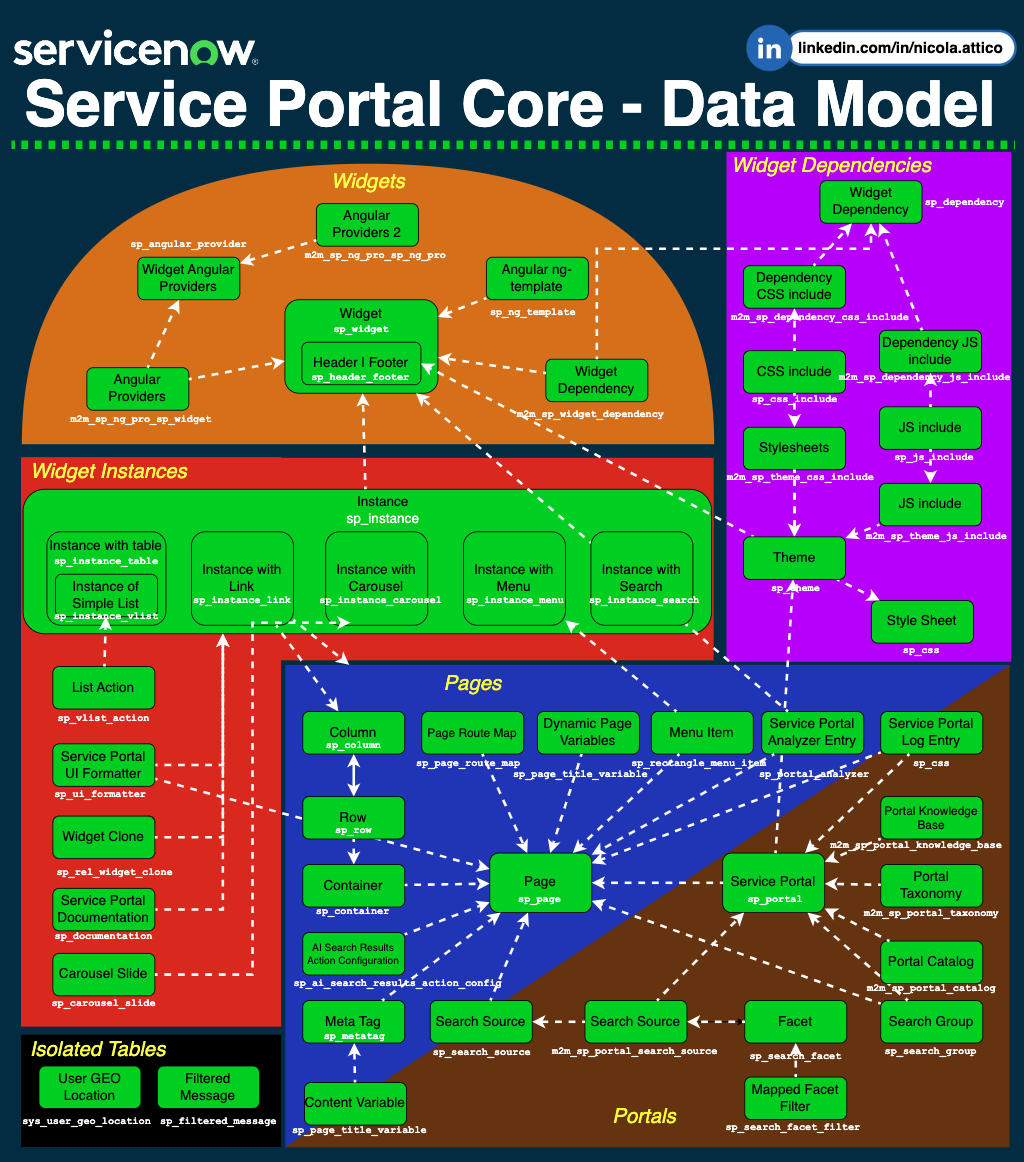 servicenow
linkedin.com/in/nicola.attico
Service Portal Core - Data Model
Widgets
Angular
Providers 2
m2m_sp_ng_pro_sp_ng_pro
sp_angular_provider
Widget Angular
Providers
Angular ng-
template
sp_ng_template
Widget
sp_widget
Header | Footer
sp_header_footer
Angular
Providers
m2m_sp_ng_pro_sp_widget
Widget
Dependency
m2m_sp_widget_dependency
Widget Dependencies
Widget
Dependency
sp_dependency
Dependency
CSS include
m2m_sp_dependency_css_include
Dependency JS
include
m2m_sp_dependency_js_include
CSS include
sp_css_include
JS include
sp_js_include
Stylesheets
m2m_sp_theme_css_include
JS include
m2m_sp_theme_js_include
Theme
sp_theme
Style Sheet
sp_css
Widget Instances
Instance
sp_instance
Instance with table
sp_instance_table
Instance of
Simple List
sp_instance_vlist
Instance with
Link
sp_instance_link
Instance with
Carousel
sp_instance_carousel
Instance with
Menu
sp_instance_menu
Instance with
Search
sp_instance_search
List Action
sp_vlist_action
Service Portal
UI Formatter
sp_ui_formatter
Widget Clone
sp_rel_widget_clone
Service Portal
Documentation
sp_documentation
Carousel Slide
sp_carousel_slide
Pages
Column
sp_column
Page Route Map
sp_page_route_map
Dynamic Page
Variables
sp_page_title_variable
Menu Item
sp_rectangle_menu_item
Service Portal
Analyzer Entry
sp_portal_analyzer
Service Portal
Log Entry
sp_css
Row
sp_row
Container
sp_container
Page
sp_page
Service Portal
sp_portal
Portal Knowledge
Base
m2m_sp_portal_knowledge_base
Portal
Taxonomy
m2m_sp_portal_taxonomy
AI Search Results
Action Configuration
sp_ai_search_results_action_config
Portal Catalog
m2m_sp_portal_catalog
Meta Tag
sp_metatag
Search Source
sp_search_source
Search Source
m2m_sp_portal_search_source
Facet
sp_search_facet
Search Group
sp_search_group
Content Variable
sp_page_title_variable
Mapped Facet
Filter
sp_search_facet_filter
Portals
Isolated Tables
User GEO
Location
sys_user_geo_location
Filtered
Message
sp_filtered_message